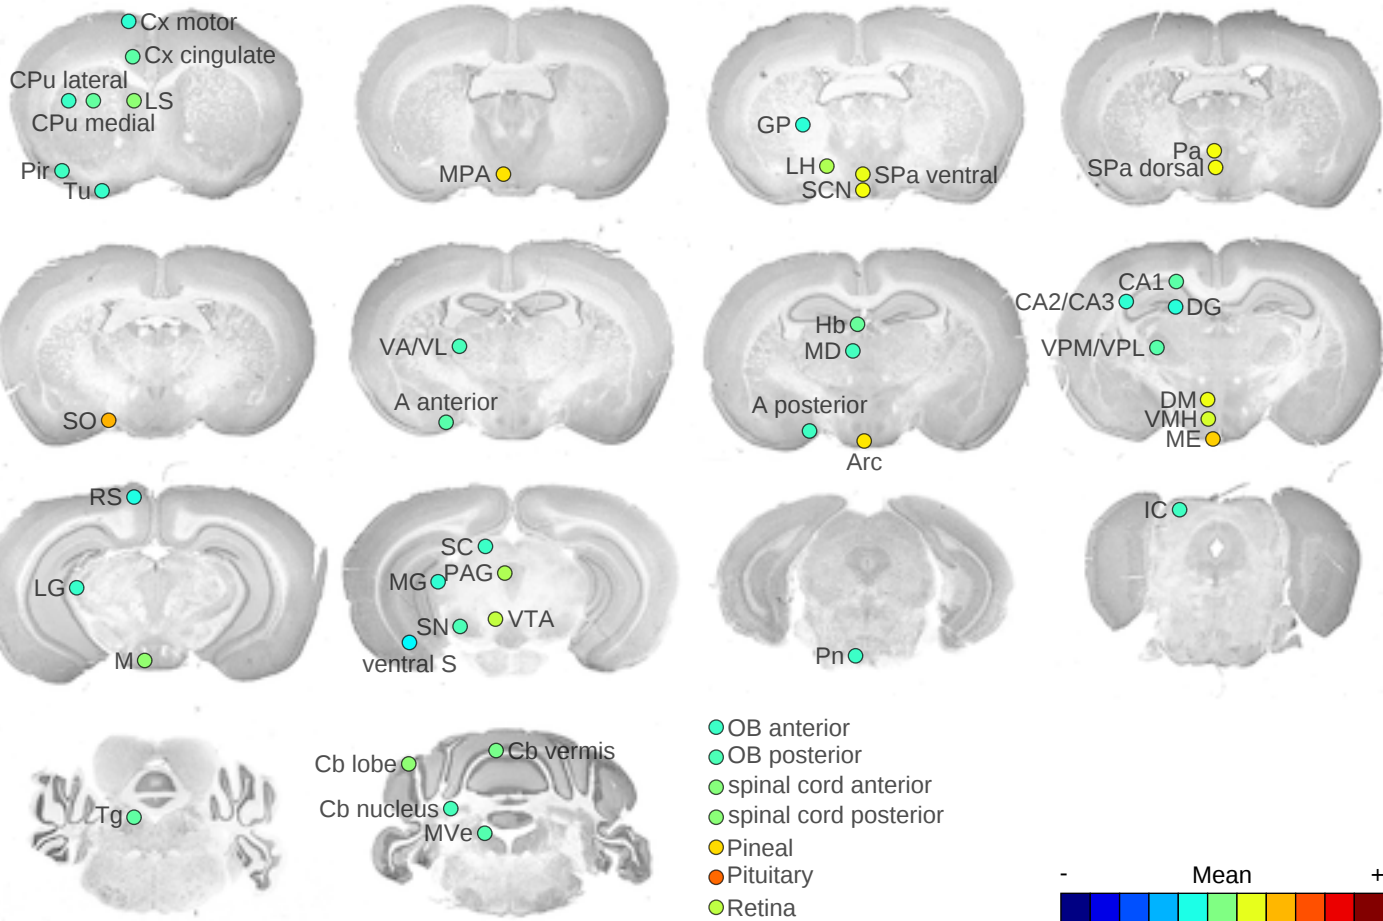 Cx motor
Cx cingulate
CPu lateral
LS
CPu medial
Pir
Tu
MPA
GP
LH
SPa ventral
SCN
Pa
SPa dorsal
SO
VA/VL
A anterior
Hb
MD
A posterior
Arc
CA1
CA2/CA3
DG
VPM/VPL
DM
VMH
ME
RS
LG
M
SC
MG
PAG
SN
VTA
ventral S
Pn
IC
Tg
Cb lobe
Cb vermis
Cb nucleus
MVe
OB anterior
OB posterior
spinal cord anterior
spinal cord posterior
Pineal
Pituitary
Retina
- Mean +